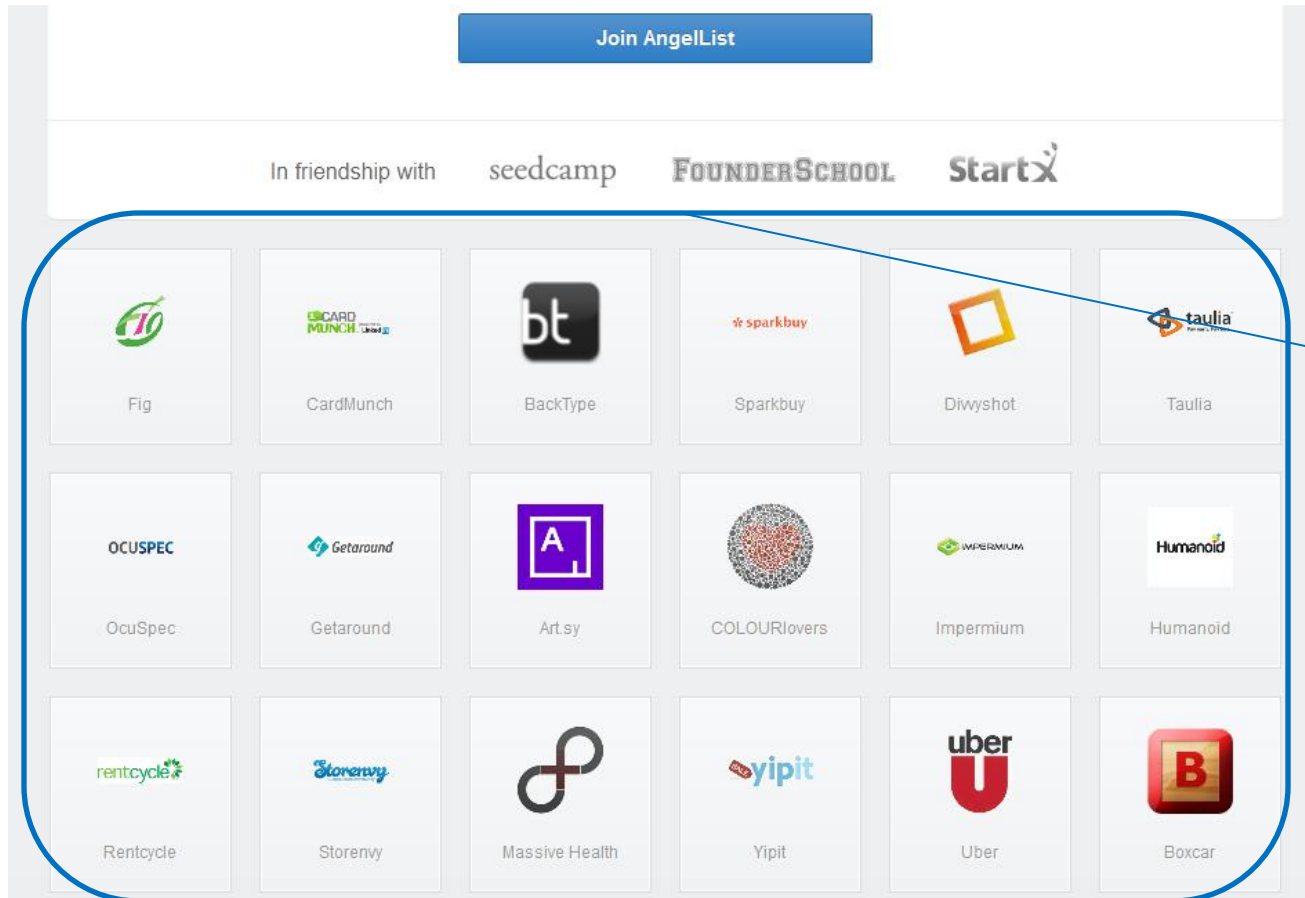 Join AngelList
In friendship with seedcamp FOUNDERSCHOOL StartX
CARD
MUNCH LinkedIn
bt
sparkbuy
taulia
Fig CardMunch BackType Sparkbuy Divvyshot Taulia
OCUSPEC Getaround A IMPERMIUM Humanoid
OcuSpec Getaround Art.sy COLOURlovers Impermium Humanoid
rentcycle Storenvy SALE yipit uber B
Rentcycle Storenvy Massive Health Yipit Uber Boxcar